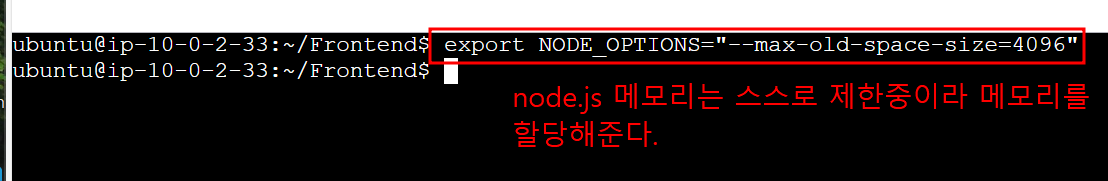 ubuntu@ip-10-0-2-33:~/Frontend$ export NODE_OPTIONS="--max-old-space-size=4096"
ubuntu@ip-10-0-2-33:~/Frontend$
node.js 메모리는 스스로 제한중이라 메모리를
할당해준다.